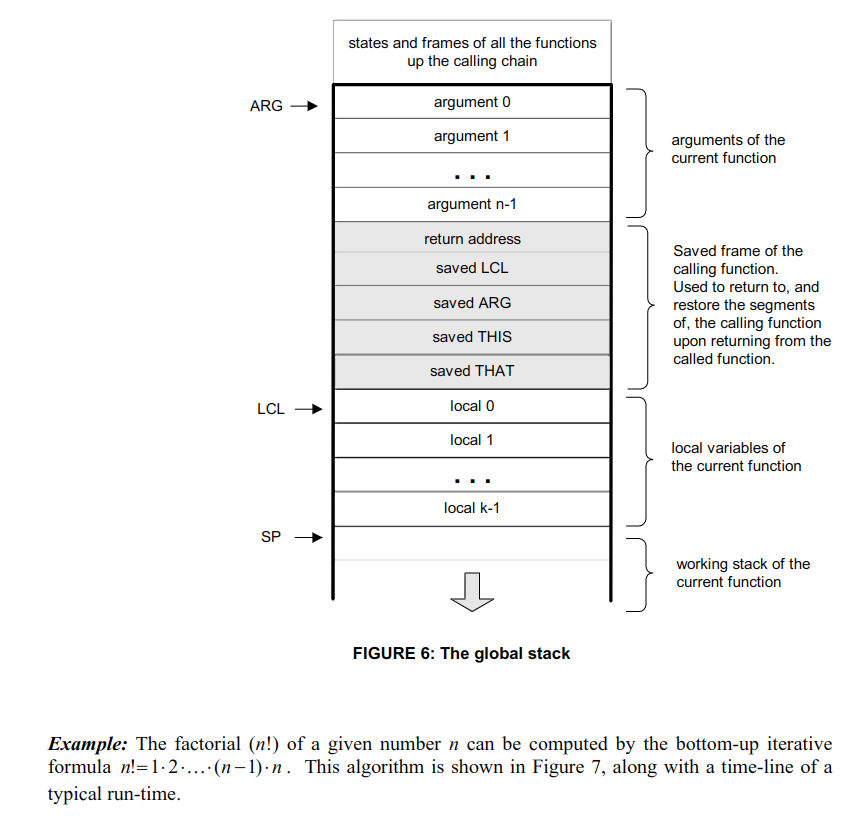 states and frames of all the functions
up the calling chain
ARG
argument 0
argument 1
. . .
argument n-1
arguments of the
current function
return address
saved LCL
saved ARG
saved THIS
saved THAT
Saved frame of the
calling function.
Used to return to, and
restore the segments
of, the calling function
upon returning from the
called function.
LCL
local 0
local 1
. . .
local k-1
local variables of
the current function
SP
working stack of the
current function
FIGURE 6: The global stack
Example: The factorial (n!) of a given number n can be computed by the bottom-up iterative
formula n!=1·2·…·(n−1)·n. This algorithm is shown in Figure 7, along with a time-line of a
typical run-time.